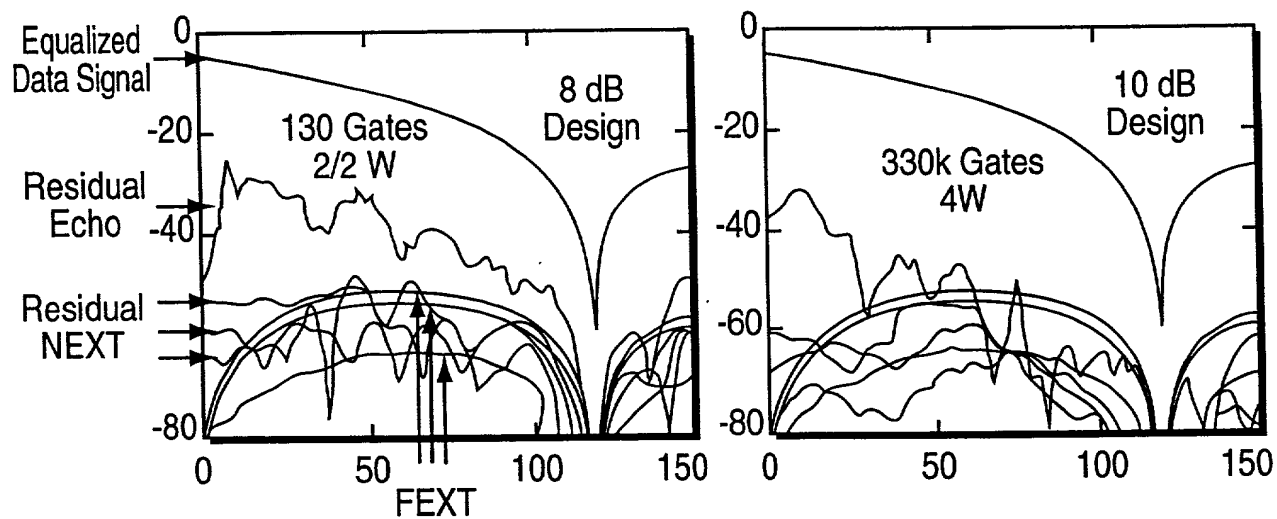 Equalized
Data Signal
Residual
Echo
Residual
NEXT
0
-20
-40
-80
130 Gates
2/2 W
8 dB
Design
0
50
100
150
FEXT
0
-20
-40
-60
-80
330k Gates
4W
10 dB
Design
0
50
100
150